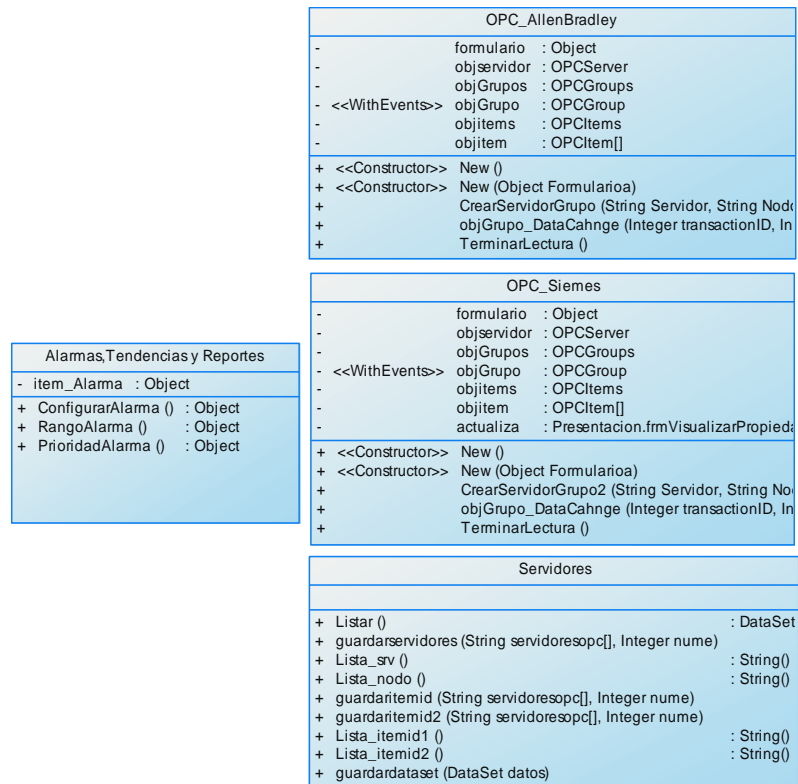 OPC_AllenBradley
- formulario : Object
- objservidor : OPCServer
- objGrupos : OPCGroups
- <<WithEvents>> objGrupo : OPCGroup
- objitems : OPCItems
- objitem : OPCItem[]
+ <<Constructor>> New ()
+ <<Constructor>> New (Object Formularioa)
+ CrearServidorGrupo (String Servidor, String Nodo
+ objGrupo_DataCahnge (Integer transactionID, In
+ TerminarLectura ()
OPC_Siemes
- formulario : Object
- objservidor : OPCServer
- objGrupos : OPCGroups
- <<WithEvents>> objGrupo : OPCGroup
- objitems : OPCItems
- objitem : OPCItem[]
- actualiza : Presentacion.frmVisualizarPropieda
+ <<Constructor>> New ()
+ <<Constructor>> New (Object Formularioa)
+ CrearServidorGrupo2 (String Servidor, String No
+ objGrupo_DataCahnge (Integer transactionID, In
+ TerminarLectura ()
Alarmas,Tendencias y Reportes
- item_Alarma : Object
+ ConfigurarAlarma () : Object
+ RangoAlarma () : Object
+ PrioridadAlarma () : Object
Servidores
+ Listar () : DataSet
+ guardarservidores (String servidoresopc[], Integer nume)
+ Lista_srv () : String()
+ Lista_nodo () : String()
+ guardaritemid (String servidoresopc[], Integer nume)
+ guardaritemid2 (String servidoresopc[], Integer nume)
+ Lista_itemid1 () : String()
+ Lista_itemid2 () : String()
+ guardardataset (DataSet datos)